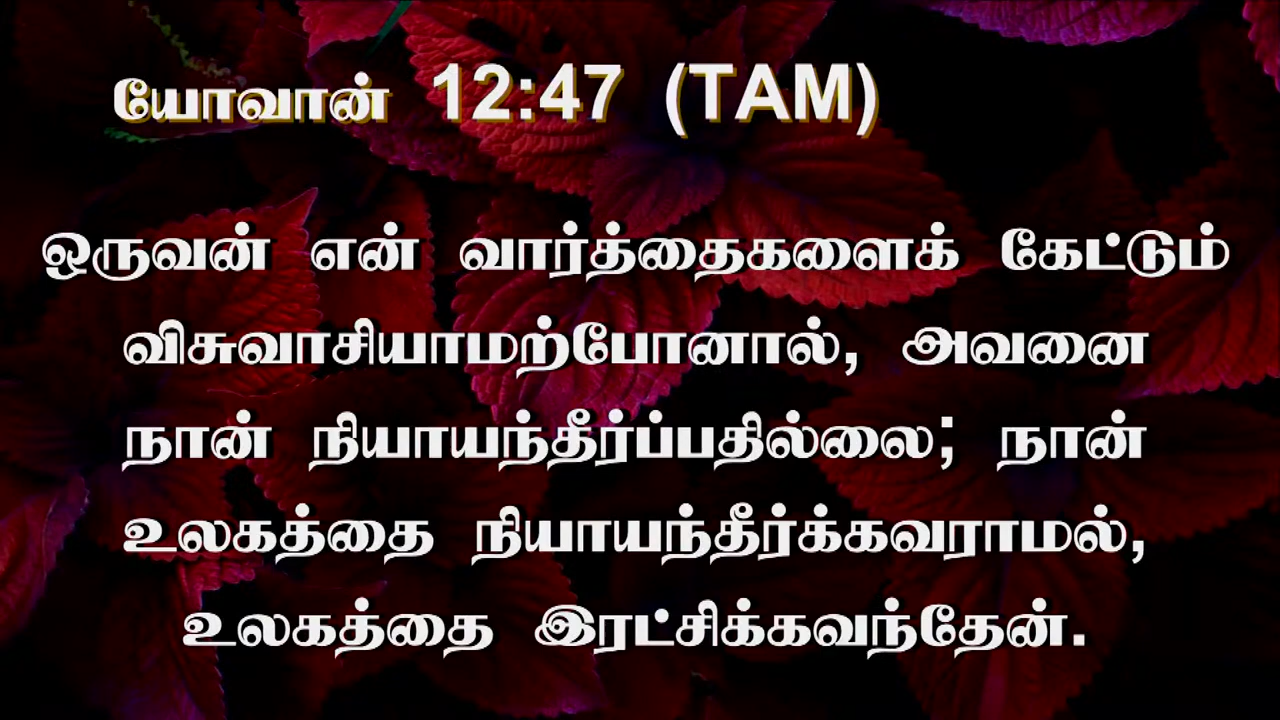 யோவான் 12:47 (TAM)
ஒருவன் என் வார்த்தைகளைக் கேட்டும்
விசுவாசியாமற்போனால், அவனை
நான் நியாயந்தீர்ப்பதில்லை; நான்
உலகத்தை நியாயந்தீர்க்கவராமல்,
உலகத்தை இரட்சிக்கவந்தேன்.